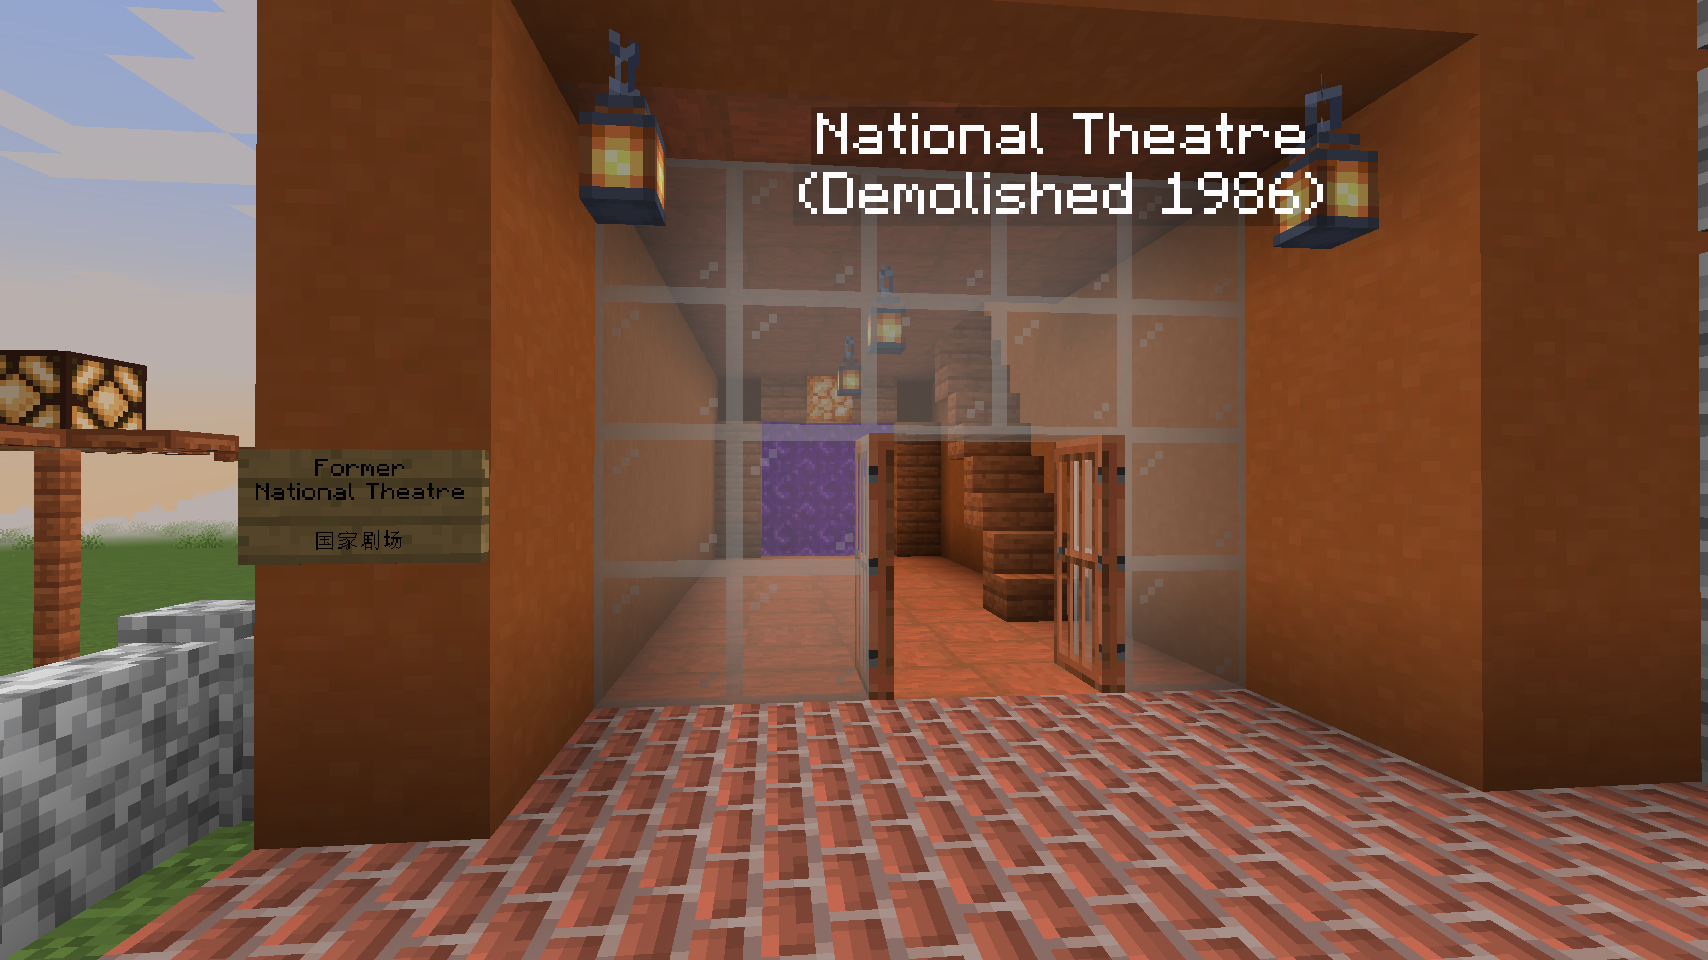 National Theatre
(Demolished 1986)
Former
National Theatre
国家剧场